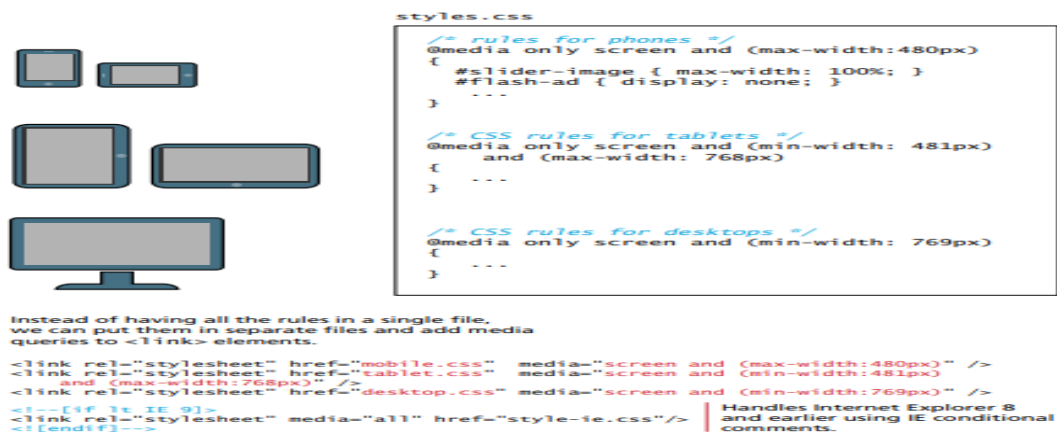 styles.css
/* rules for phones */
@media only screen and (max-width:480px)
{
#slider-image { max-width: 100%; }
#flash-ad { display: none; }
...
}
/* CSS rules for tablets */
@media only screen and (min-width: 481px)
and (max-width: 768px)
{
...
}
/* CSS rules for desktops */
@media only screen and (min-width: 769px)
{
...
}
Instead of having all the rules in a single file,
we can put them in separate files and add media
queries to <link> elements.
<link rel="stylesheet" href="mobile.css" media="screen and (max-width:480px)" />
<link rel="stylesheet" href="tablet.css" media="screen and (min-width:481px)
and (max-width:768px)" />
<link rel="stylesheet" href="desktop.css" media="screen and (min-width:769px)" />
<!--[if lt IE 9]>
<link rel="stylesheet" media="all" href="style-ie.css"/>
<![endif]-->
Handles Internet Explorer 8
and earlier using IE conditional
comments.